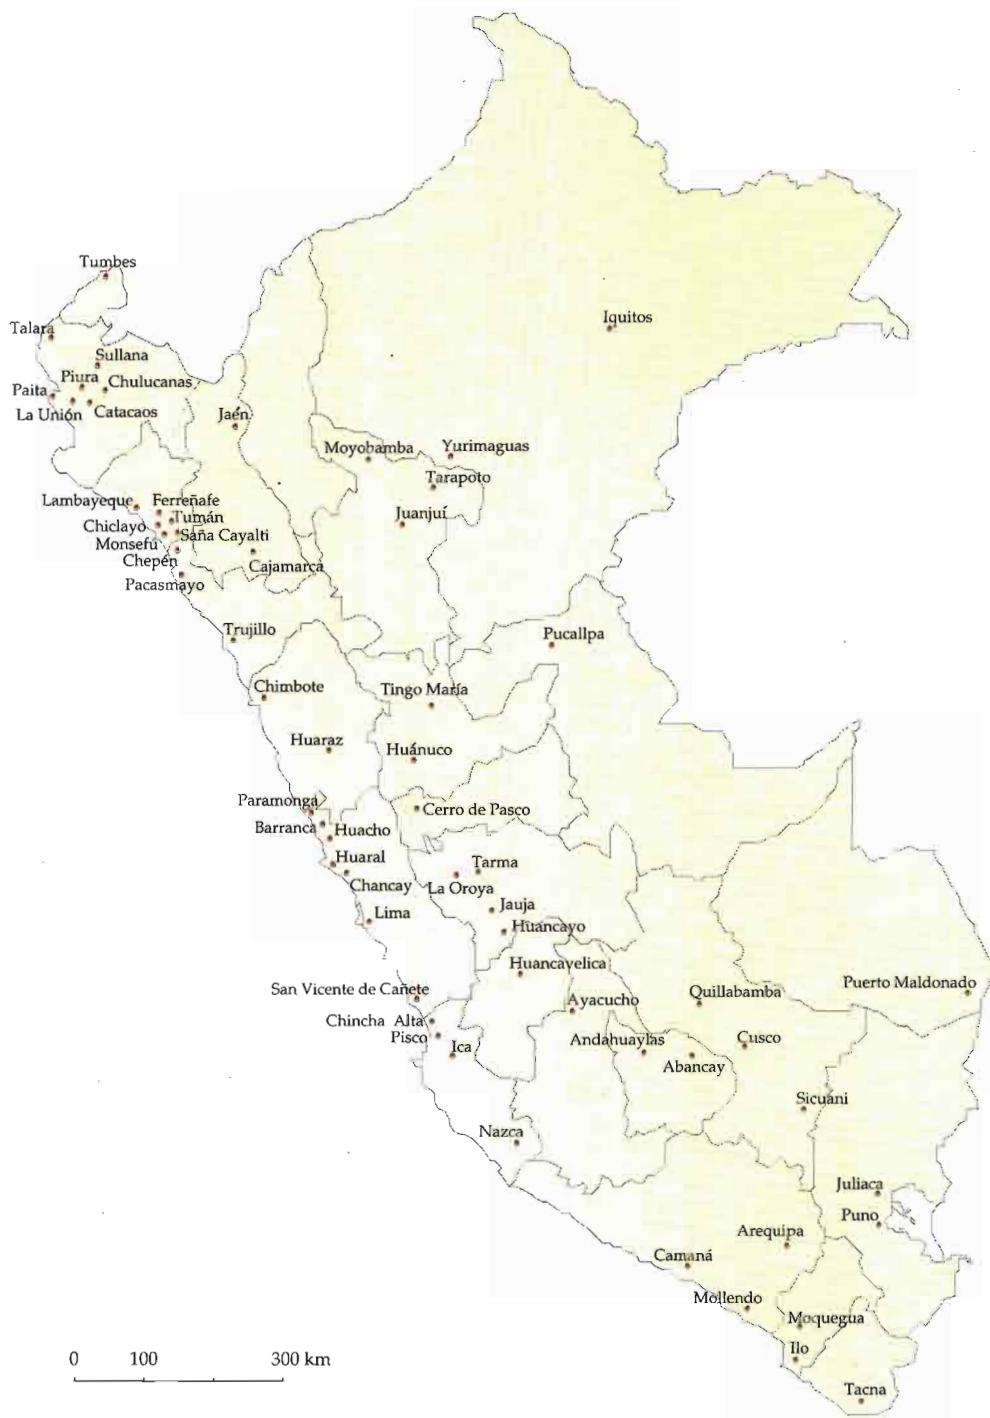 Tumbes
Talara
Iquitos
Sullana
Piura
Chulucanas
Paita
La Unión
Catacaos
Jaén
Moyobamba
Yurimaguas
Tarapoto
Lambayeque
Ferreñafe
Juanjuí
Tumán
Chiclayo
Saña Cayalti
Monsefú
Chepén
Cajamarca
Pacasmayo
Trujillo
Pucallpa
Chimbote
Tingo María
Huaraz
Huánuco
Paramonga
Cerro de Pasco
Barranca
Huacho
Huaral
Tarma
Chancay
La Oroya
Jauja
Lima
Huancayo
Huancavelica
San Vicente de Cañete
Ayacucho
Quillabamba
Puerto Maldonado
Chincha Alta
Pisco
Ica
Andahuaylas
Cusco
Abancay
Sicuani
Nazca
Juliaca
Puno
Arequipa
Camaná
Mollendo
Moquegua
Ilo
0 100 300 km
Tacna